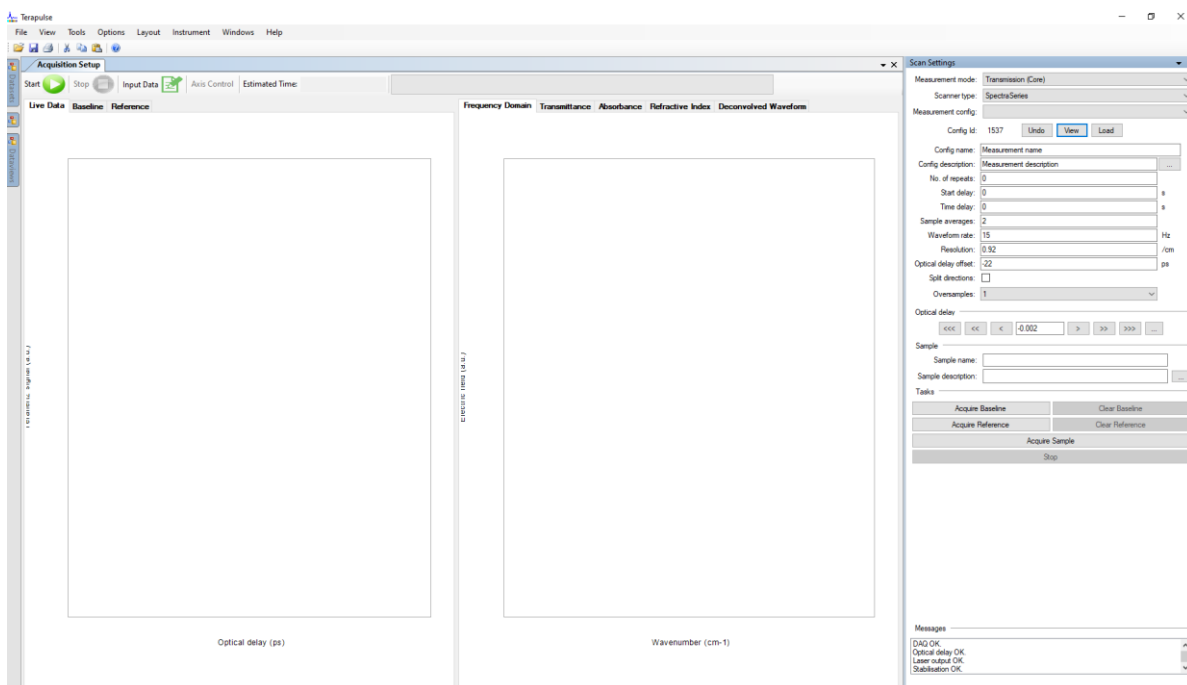 Terapulse
File View Tools Options Layout Instrument Windows Help
Acquisition Setup
Start Stop Input Data Axis Control Estimated Time:
Live Data Baseline Reference
Frequency Domain Transmittance Absorbance Refractive Index Deconvolved Waveform
Datasets
Dataviews
Optical delay (ps)
Electric field (a.u.)
Wavenumber (cm-1)
Scan Settings
Measurement mode: Transmission (Core)
Scanner type: SpectraSeries
Measurement config:
Config Id: 1537 Undo View Load
Config name: Measurement name
Config description: Measurement description ...
No. of repeats: 0
Start delay: 0 s
Time delay: 0 s
Sample averages: 2
Waveform rate: 15 Hz
Resolution: 0.92 /cm
Optical delay offset: -22 ps
Split directions:
Oversamples: 1
Optical delay
<<< << < -0.002 > >> >>> ...
Sample
Sample name:
Sample description: ...
Tasks
Acquire Baseline Clear Baseline
Acquire Reference Clear Reference
Acquire Sample
Stop
Messages
DAQ OK.
Optical delay OK.
Laser output OK.
Stabilisation OK.